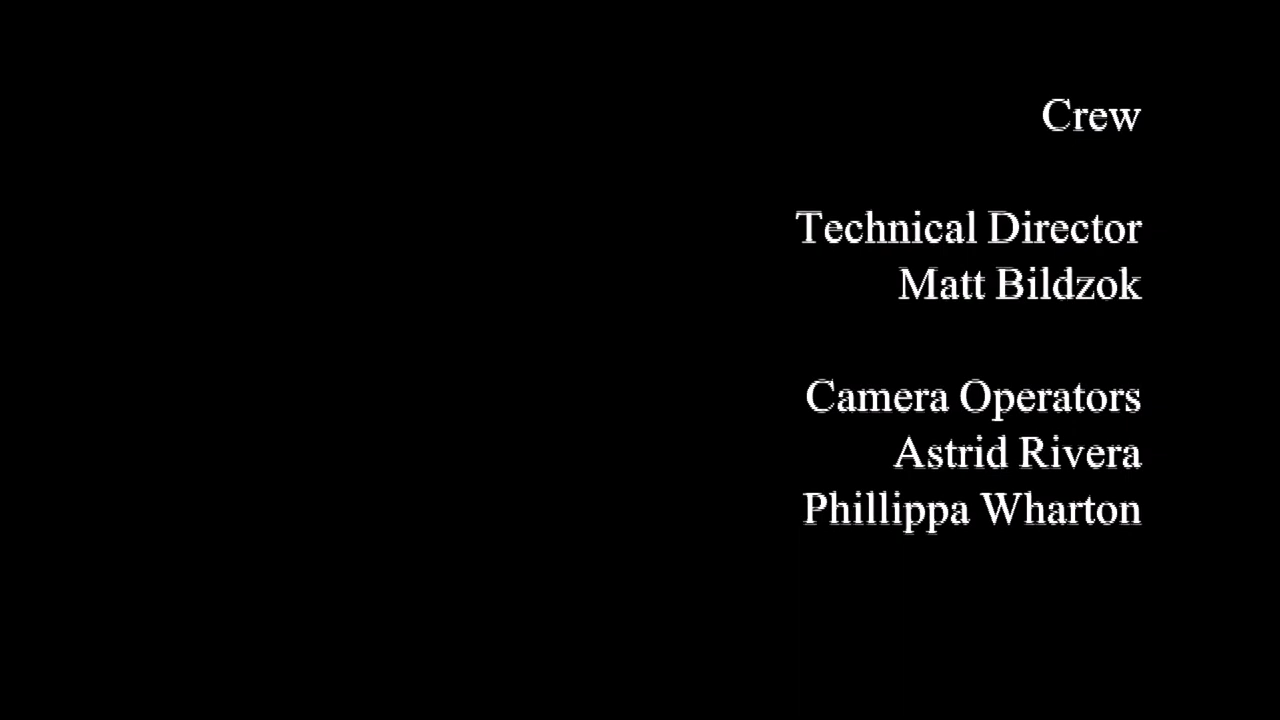 Crew
Technical Director
Matt Bildzok
Camera Operators
Astrid Rivera
Phillippa Wharton